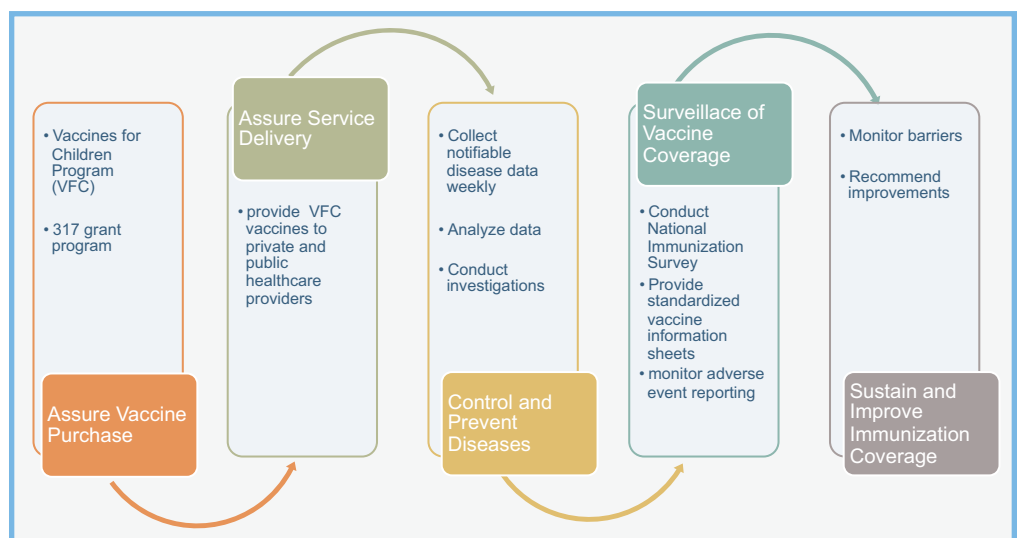 • Vaccines for
Children
Program
(VFC)
• 317 grant
program
Assure Vaccine
Purchase
Assure Service
Delivery
• provide VFC
vaccines to
private and
public
healthcare
providers
• Collect
notifiable
disease data
weekly
• Analyze data
• Conduct
investigations
Control and
Prevent
Diseases
Surveillace of
Vaccine
Coverage
• Conduct
National
Immunization
Survey
• Provide
standardized
vaccine
information
sheets
• monitor adverse
event reporting
• Monitor barriers
• Recommend
improvements
Sustain and
Improve
Immunization
Coverage